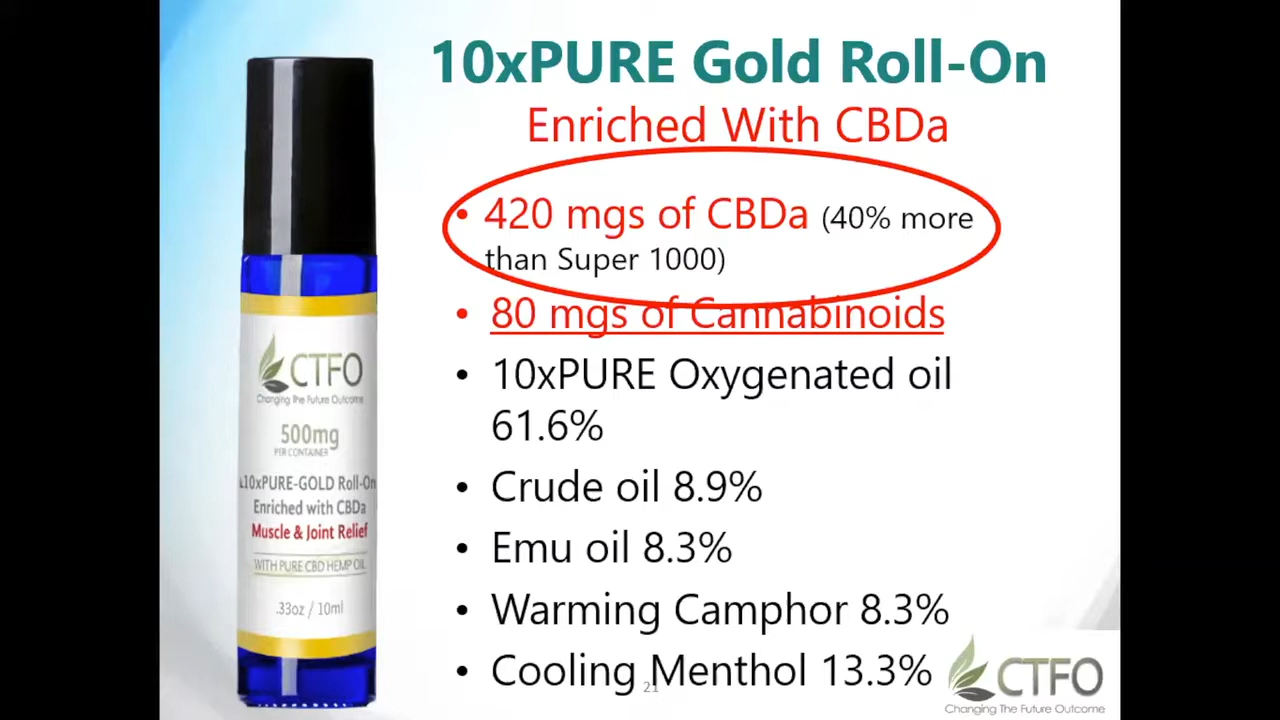 10xPURE Gold Roll-On
Enriched With CBDa
• 420 mgs of CBDa (40% more
than Super 1000)
• 80 mgs of Cannabinoids
• 10xPURE Oxygenated oil
61.6%
• Crude oil 8.9%
• Emu oil 8.3%
• Warming Camphor 8.3%
• Cooling Menthol 13.3%
21
CTFO
Changing The Future Outcome
500mg
PER CONTAINER
10xPURE-GOLD Roll-On
Enriched with CBDa
Muscle & Joint Relief
WITH PURE CBD HEMP OIL
.33oz / 10ml
CTFO
Changing The Future Outcome